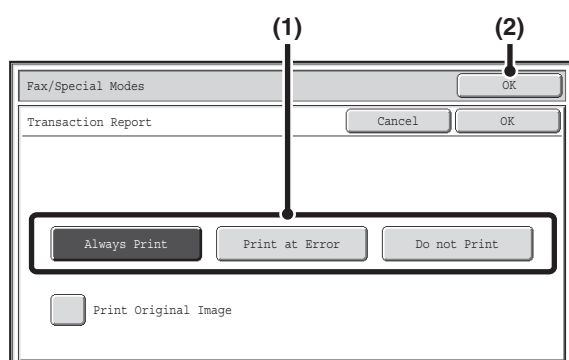 (1) (2)
Fax/Special Modes OK
Transaction Report Cancel OK
Always Print Print at Error Do not Print
Print Original Image